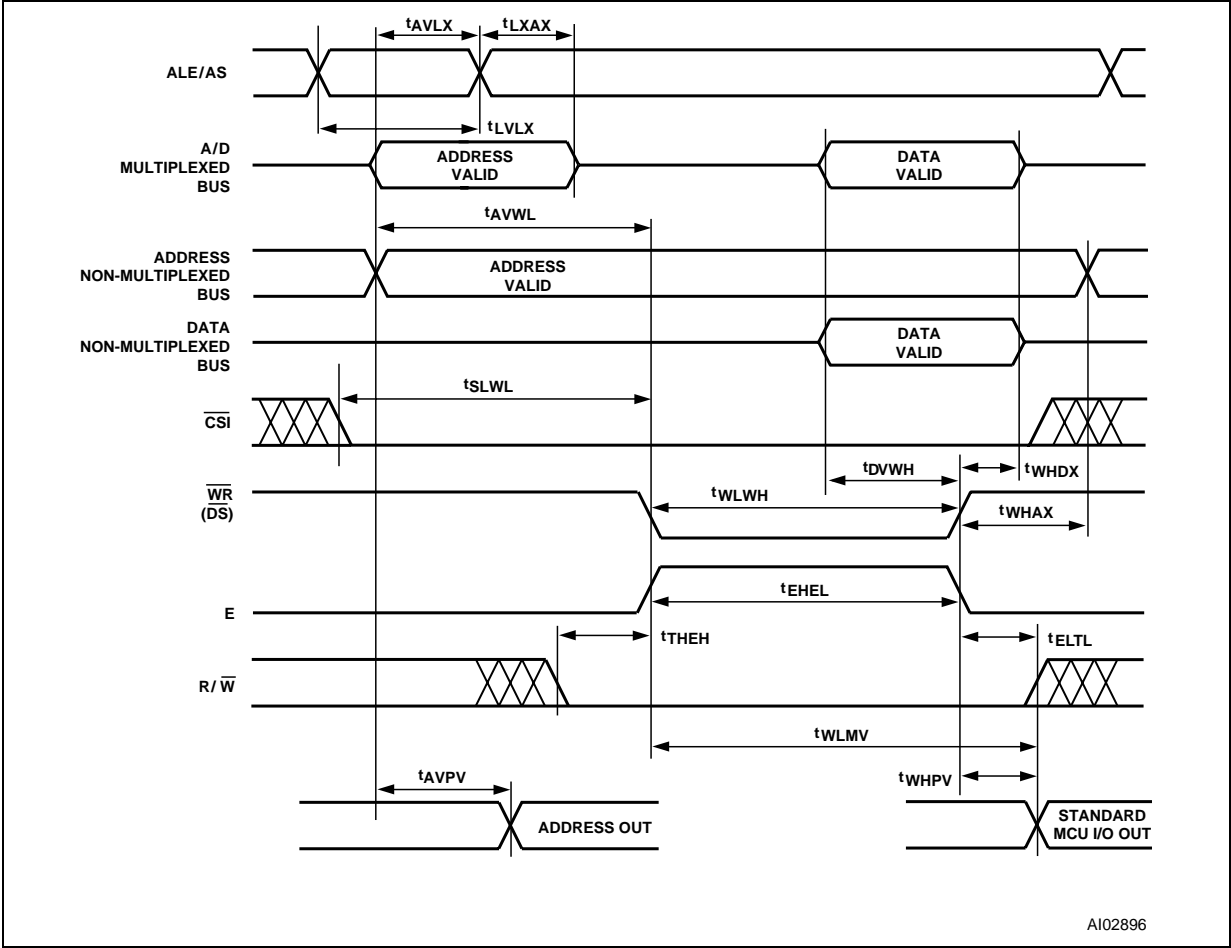 tAVLX
tLXAX
ALE/AS
tLVLX
A/D
MULTIPLEXED
BUS
ADDRESS
VALID
DATA
VALID
tAVWL
ADDRESS
NON-MULTIPLEXED
BUS
ADDRESS
VALID
DATA
NON-MULTIPLEXED
BUS
DATA
VALID
tSLWL
CSI
tDVWH
tWHDX
WR
(DS)
tWLWH
tWHAX
tEHEL
E
tTHEH
tELTL
R/W
tWLMV
tAVPV
tWHPV
ADDRESS OUT
STANDARD
MCU I/O OUT
AI02896